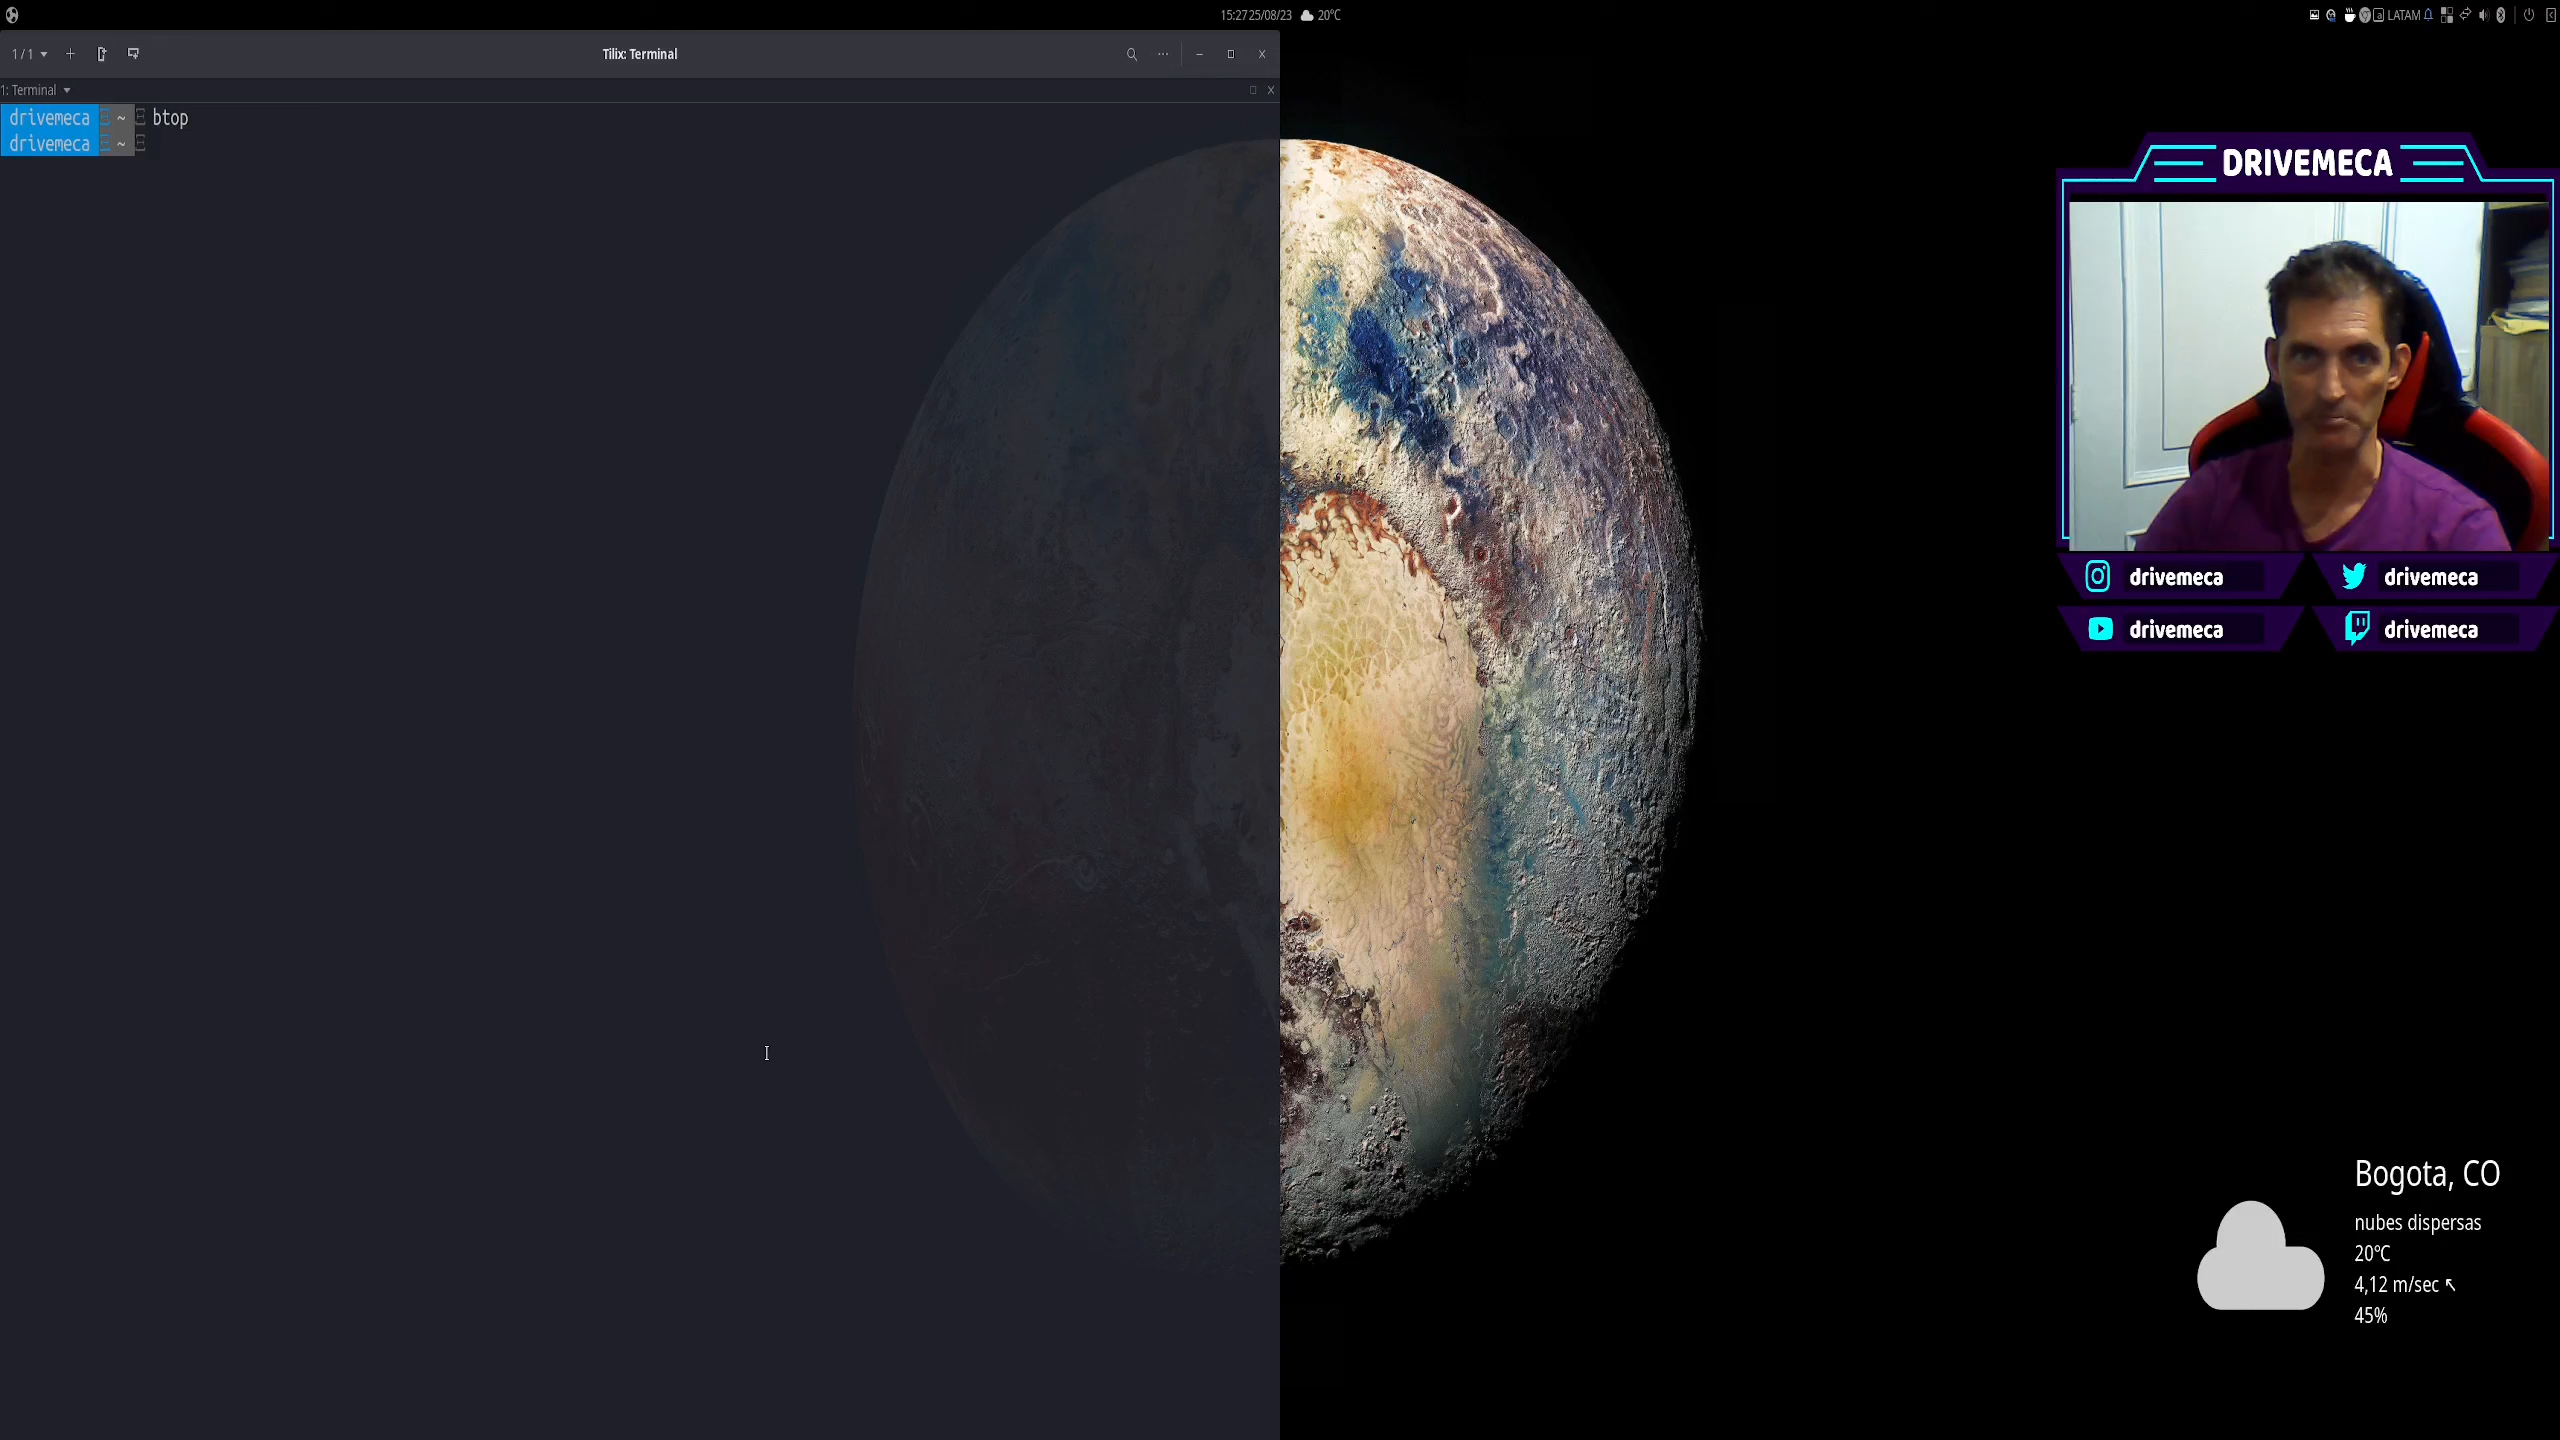 15:27 25/08/23 20°C
LATAM
1 / 1
Tilix: Terminal
1: Terminal
drivemeca ~ btop
drivemeca ~
DRIVEMECA
drivemeca drivemeca
drivemeca drivemeca
Bogota, CO
nubes dispersas
20°C
4,12 m/sec ↖
45%